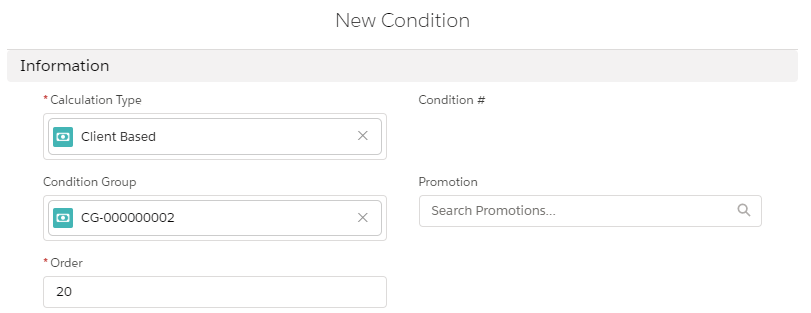 New Condition
Information
* Calculation Type
Condition #
Client Based
Condition Group
Promotion
CG-000000002
Search Promotions...
* Order
20